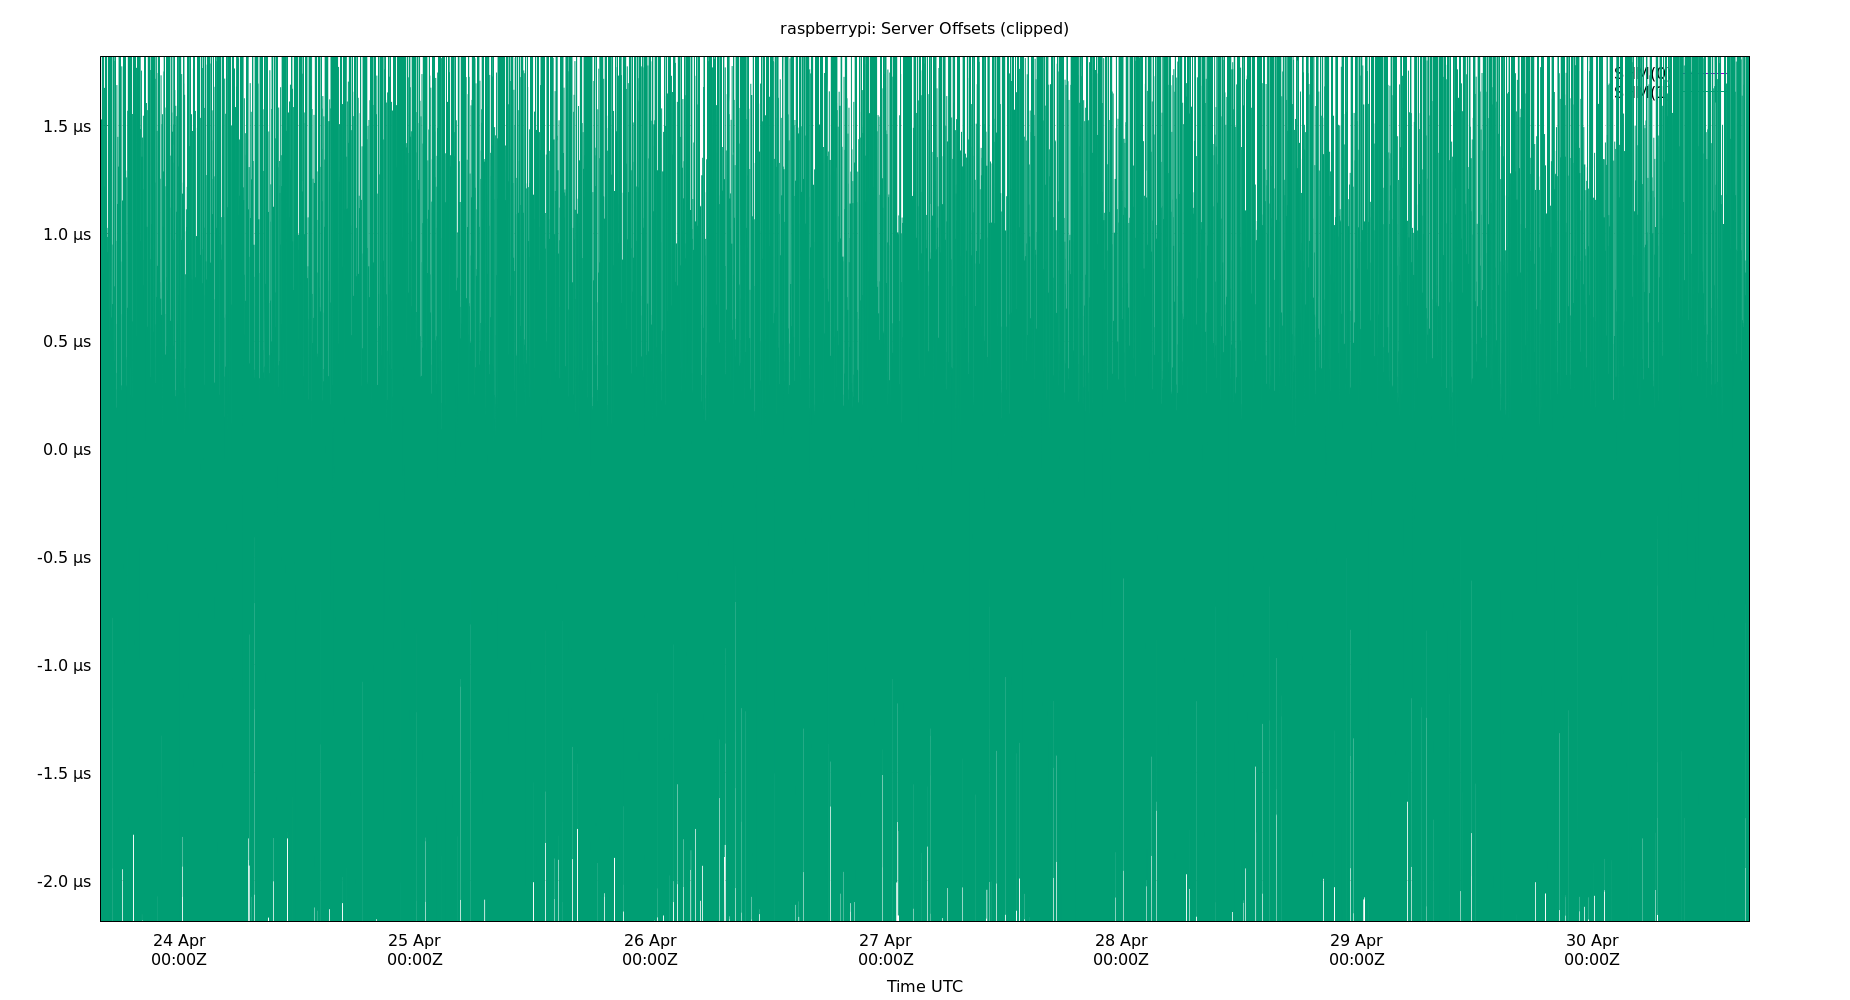 raspberrypi: Server Offsets (clipped)
1.5 µs
1.0 µs
0.5 µs
0.0 µs
-0.5 µs
-1.0 µs
-1.5 µs
-2.0 µs
24 Apr 25 Apr 26 Apr 27 Apr 28 Apr 29 Apr 30 Apr
00:00Z 00:00Z 00:00Z 00:00Z 00:00Z 00:00Z 00:00Z
Time UTC